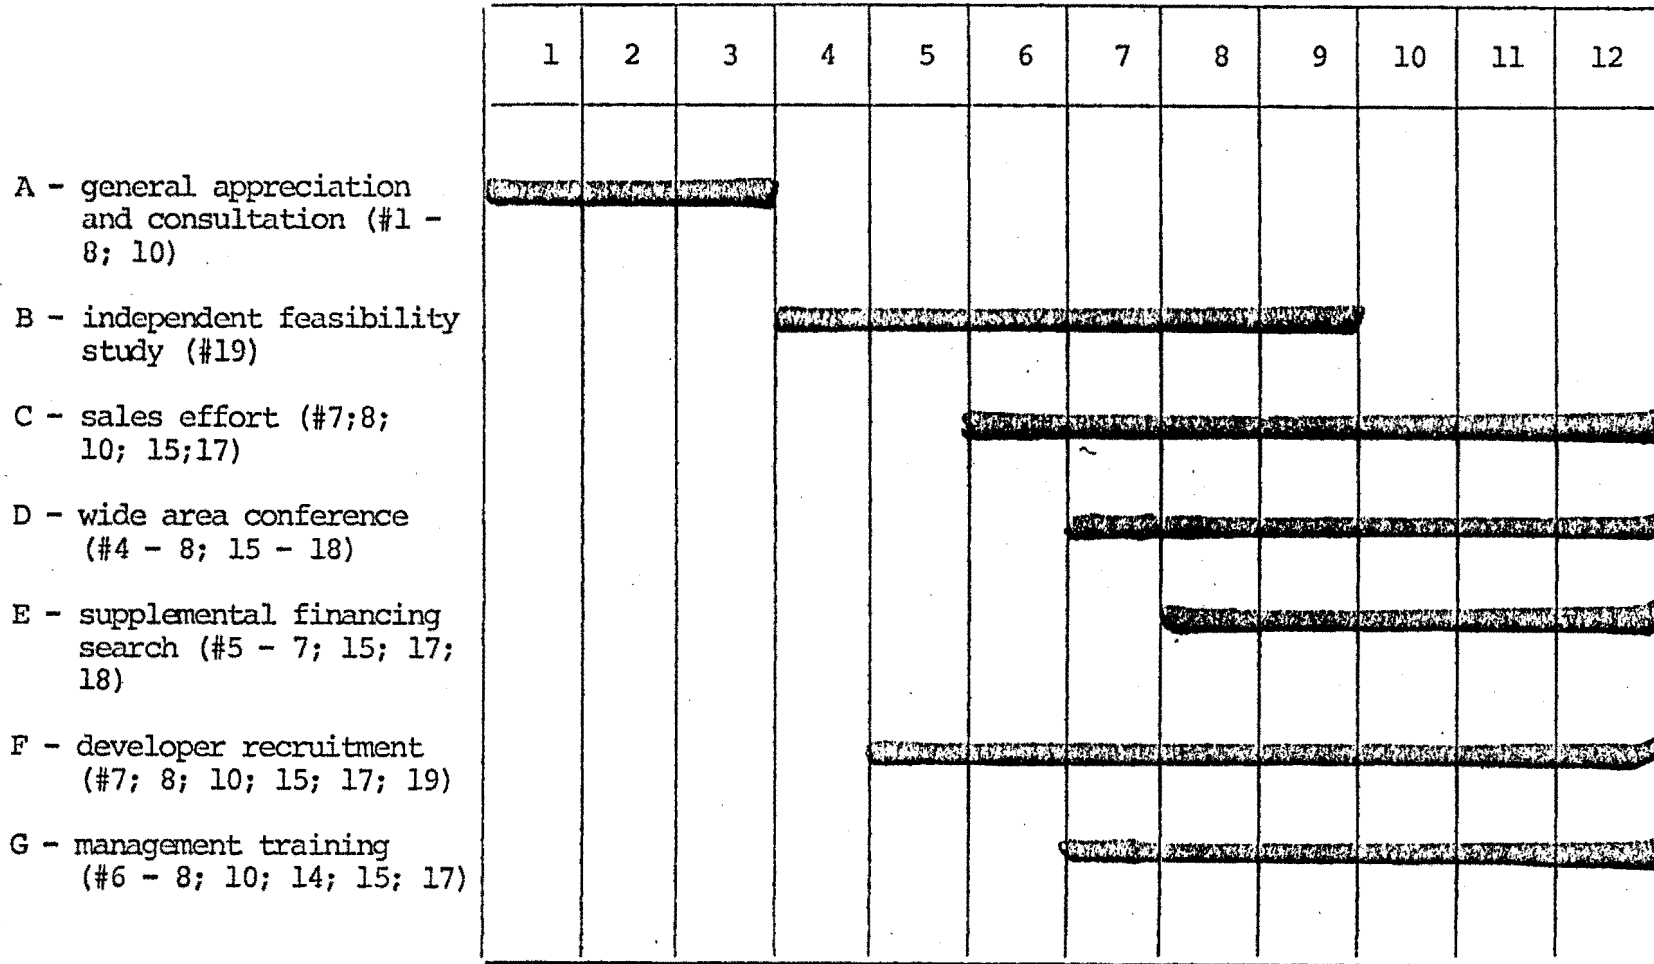 1 2 3 4 5 6 7 8 9 10 11 12
A - general appreciation
and consultation (#1 -
8; 10)
B - independent feasibility
study (#19)
C - sales effort (#7;8;
10; 15;17)
D - wide area conference
(#4 - 8; 15 - 18)
E - supplemental financing
search (#5 - 7; 15; 17;
18)
F - developer recruitment
(#7; 8; 10; 15; 17; 19)
G - management training
(#6 - 8; 10; 14; 15; 17)